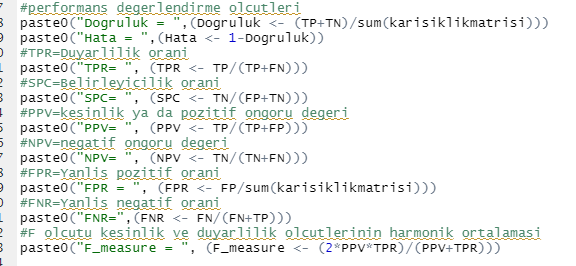 #performans degerlendirme olcutleri
paste0("Dogruluk = ",(Dogruluk <- (TP+TN)/sum(karisiklikmatrisi)))
paste0("Hata = ",(Hata <- 1-Dogruluk))
#TPR=Duyarlilik orani
paste0("TPR= ", (TPR <- TP/(TP+FN)))
#SPC=Belirleyicilik orani
paste0("SPC= ", (SPC <- TN/(FP+TN)))
#PPV=kesinlik ya da pozitif ongoru degeri
paste0("PPV= ", (PPV <- TP/(TP+FP)))
#NPV=negatif ongoru degeri
paste0("NPV= ", (NPV <- TN/(TN+FN)))
#FPR=Yanlis pozitif orani
paste0("FPR = ", (FPR <- FP/sum(karisiklikmatrisi)))
#FNR=Yanlis negatif orani
paste0("FNR=",(FNR <- FN/(FN+TP)))
#F olcutu kesinlik ve duyarlilik olcutlerinin harmonik ortalamasi
paste0("F_measure = ", (F_measure <- (2*PPV*TPR)/(PPV+TPR)))